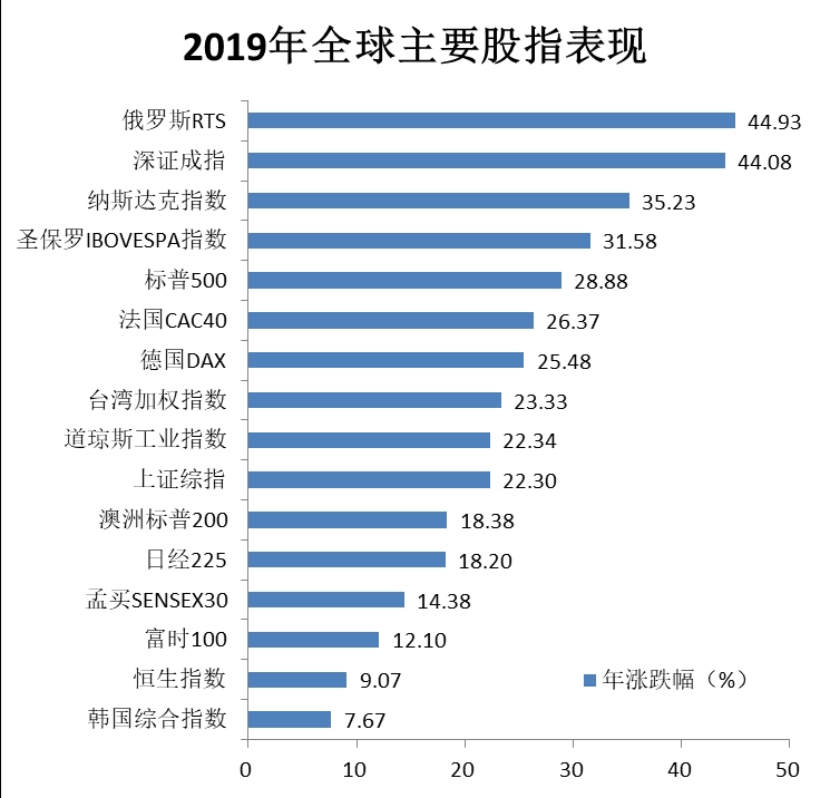 2019年全球主要股指表现
俄罗斯RTS 44.93
深证成指 44.08
纳斯达克指数 35.23
圣保罗IBOVESPA指数 31.58
标普500 28.88
法国CAC40 26.37
德国DAX 25.48
台湾加权指数 23.33
道琼斯工业指数 22.34
上证综指 22.30
澳洲标普200 18.38
日经225 18.20
孟买SENSEX30 14.38
富时100 12.10
恒生指数 9.07
年涨跌幅（%）
韩国综合指数 7.67
0 10 20 30 40 50